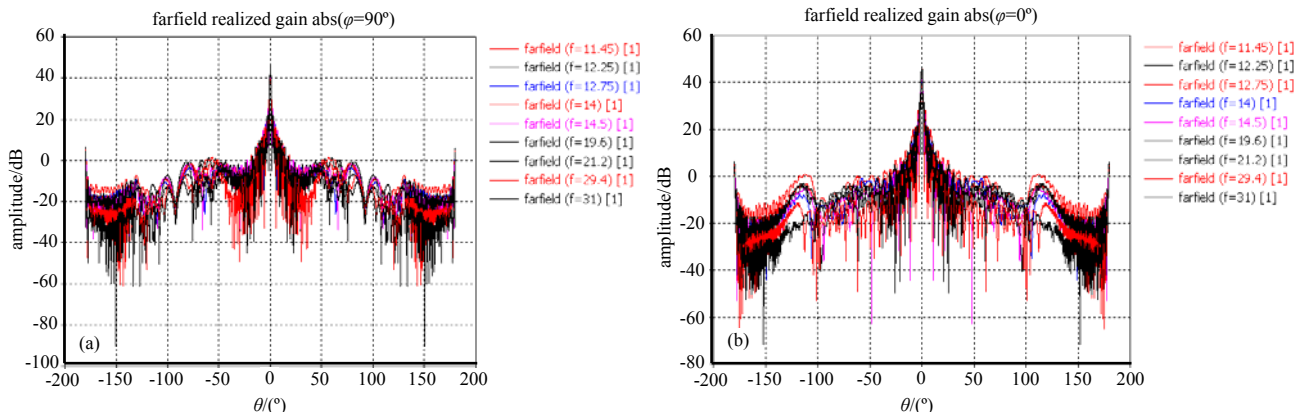 farfield realized gain abs(φ=90º)
60
40
20
0
-20
-40
-60
-80
-100
amplitude/dB
(a)
-200 -150 -100 -50 0 50 100 150 200
θ/(º)
farfield (f=11.45) [1]
farfield (f=12.25) [1]
farfield (f=12.75) [1]
farfield (f=14) [1]
farfield (f=14.5) [1]
farfield (f=19.6) [1]
farfield (f=21.2) [1]
farfield (f=29.4) [1]
farfield (f=31) [1]
farfield realized gain abs(φ=0º)
60
40
20
0
-20
-40
-60
-80
amplitude/dB
(b)
-200 -150 -100 -50 0 50 100 150 200
θ/(º)
farfield (f=11.45) [1]
farfield (f=12.25) [1]
farfield (f=12.75) [1]
farfield (f=14) [1]
farfield (f=14.5) [1]
farfield (f=19.6) [1]
farfield (f=21.2) [1]
farfield (f=29.4) [1]
farfield (f=31) [1]